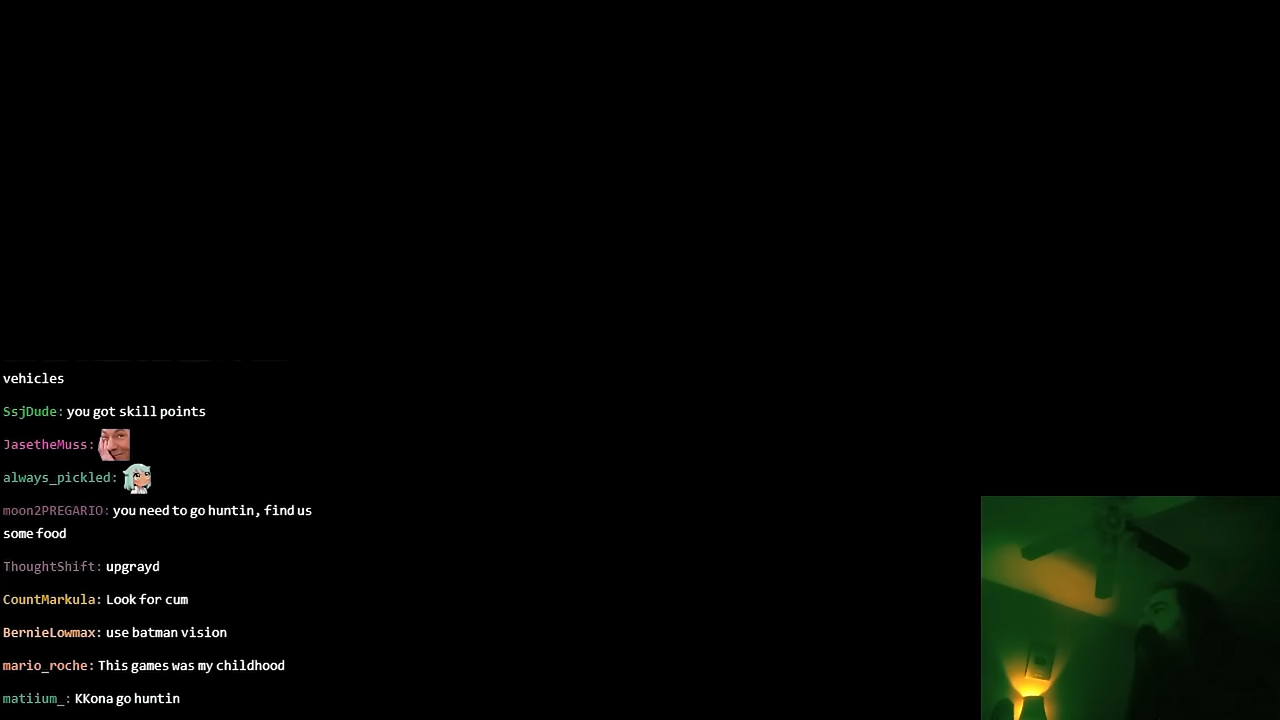 vehicles
SsjDude: you got skill points
JasetheMuss:
always_pickled:
moon2PREGARIO: you need to go huntin, find us
some food
ThoughtShift: upgrayd
CountMarkula: Look for cum
BernieLowmax: use batman vision
mario_roche: This games was my childhood
matiium_: KKona go huntin